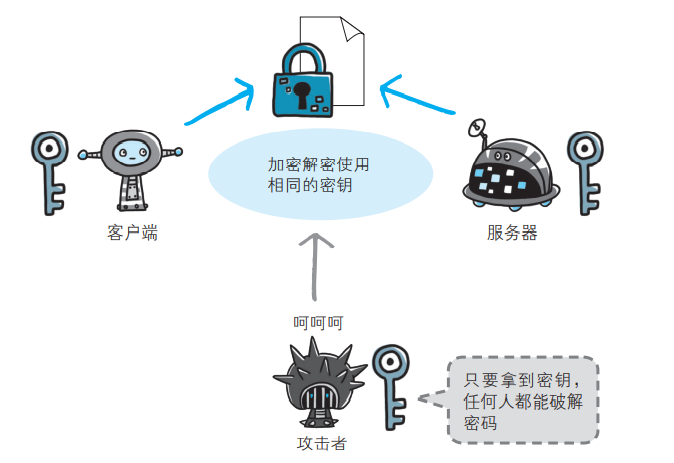 加密解密使用
相同的密钥
客户端
服务器
呵呵呵
只要拿到密钥，
任何人都能破解
密码
攻击者